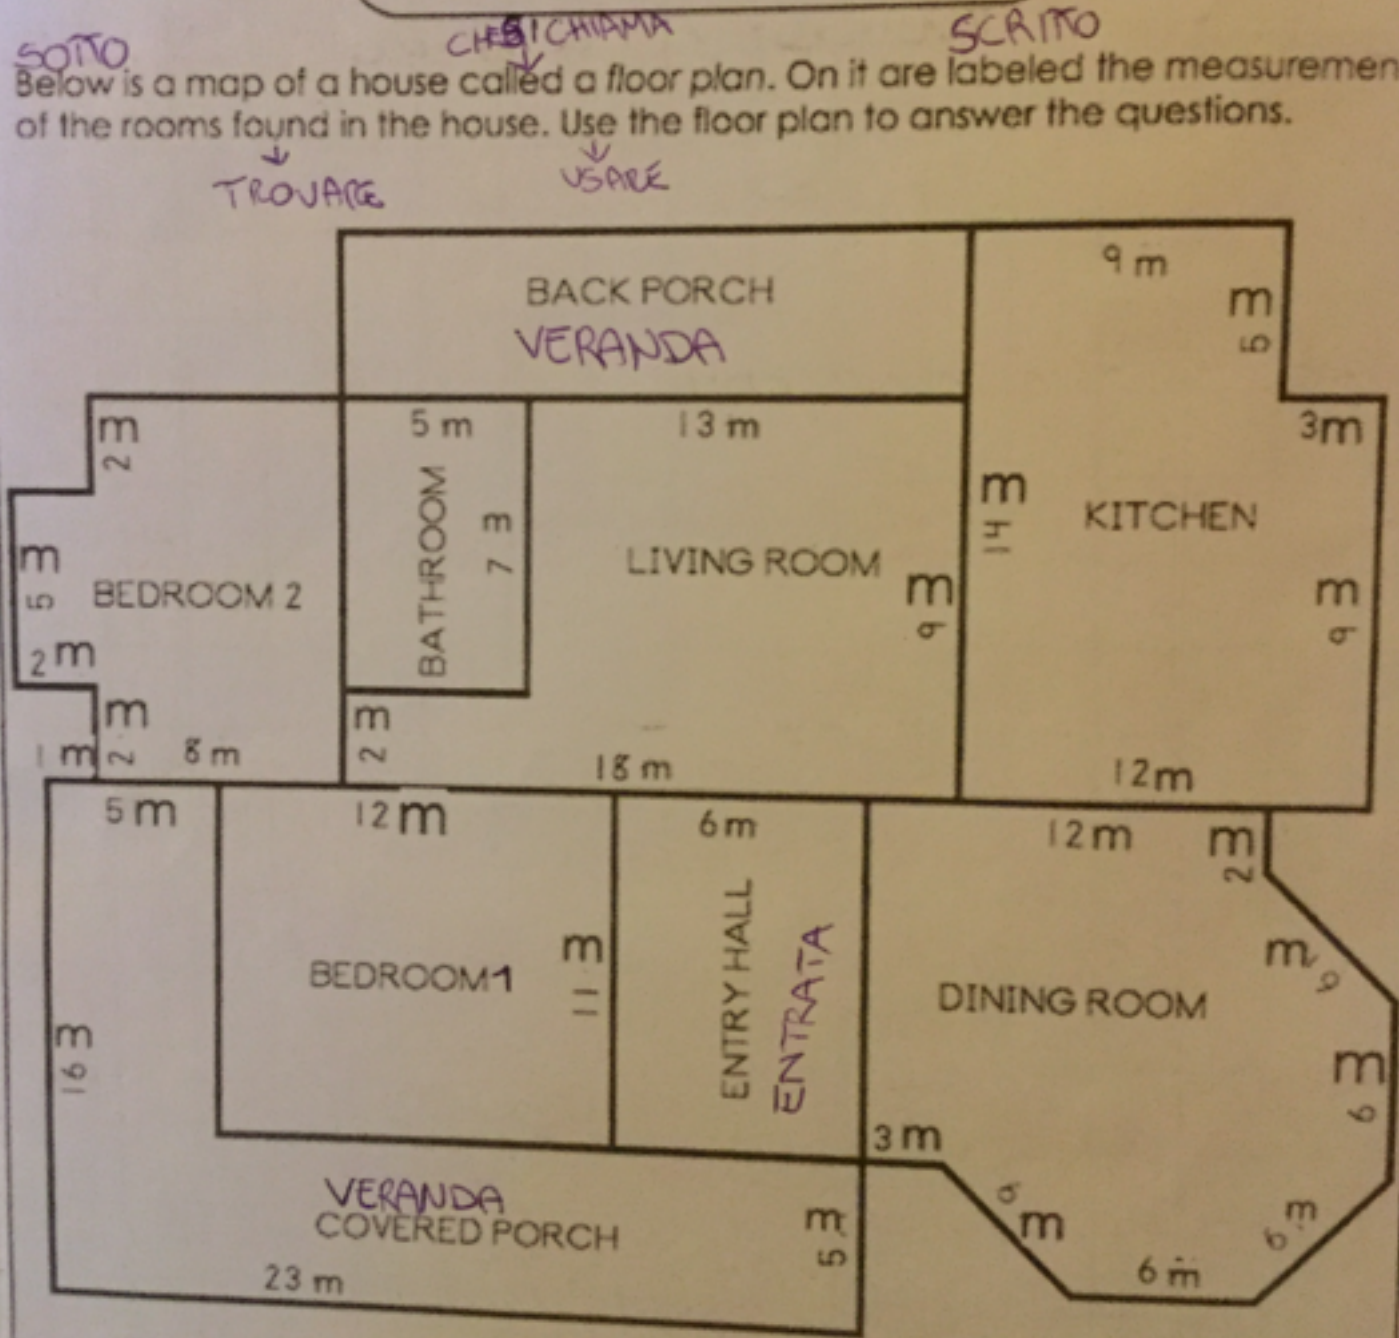 SOTTO CHE SI CHIAMA SCRITTO
Below is a map of a house called a floor plan. On it are labeled the measuremen
of the rooms found in the house. Use the floor plan to answer the questions.
TROVARE USARE
9 m
BACK PORCH
m 5
VERANDA
m 2
5 m
13 m
3m
m 14
KITCHEN
BATHROOM
7 m
LIVING ROOM
m 5
BEDROOM 2
m 9
m 9
2 m
m 2
m 2
1 m
8 m
18 m
12m
5 m
12 m
6 m
12 m
m 2
m 6
BEDROOM 1
m 11
ENTRY HALL
ENTRATA
DINING ROOM
16 m
m 6
3 m
VERANDA
COVERED PORCH
m 5
6 m
6 m
23 m
6 m